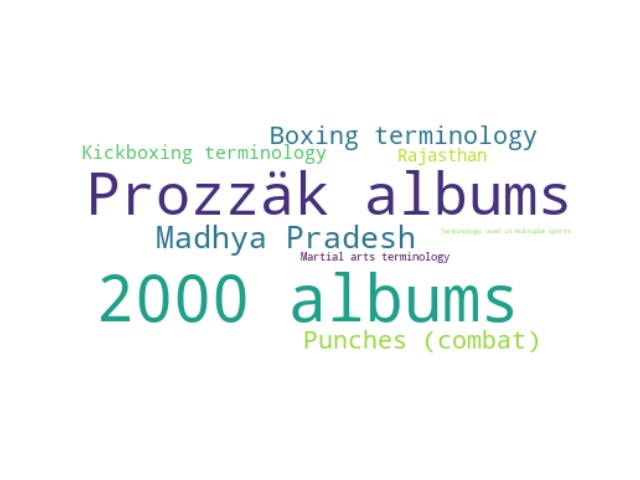 Boxing terminology
Kickboxing terminology
Rajasthan
Prozzäk albums
Terminology used in multiple sports
Madhya Pradesh
Martial arts terminology
2000 albums
Punches (combat)